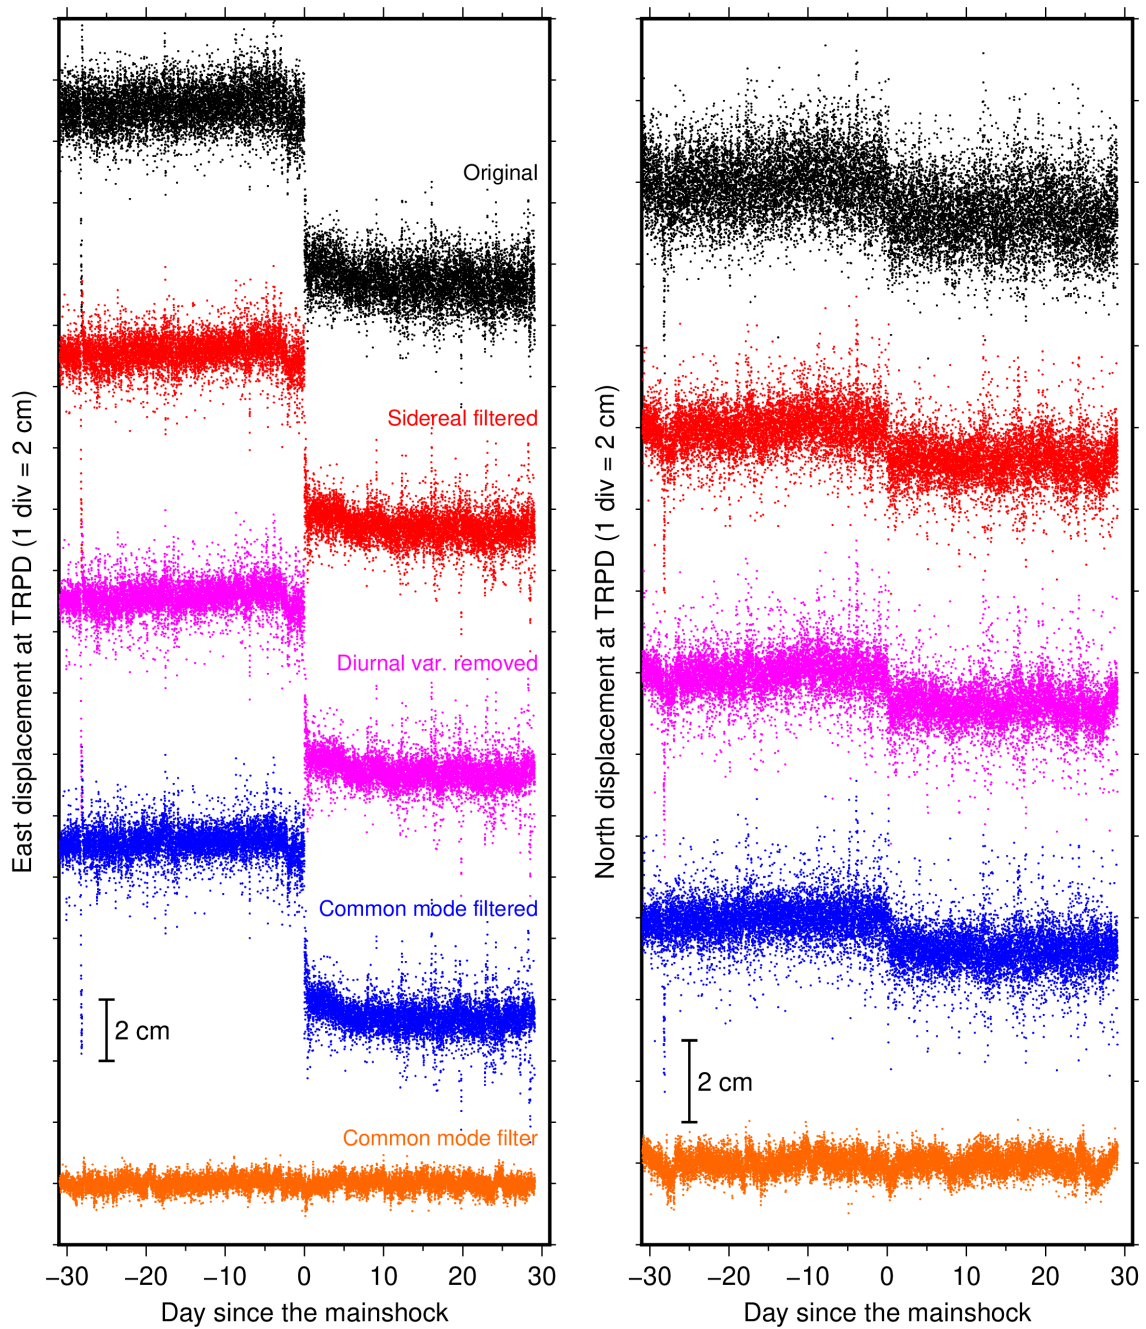 East displacement at TRPD (1 div = 2 cm)
Original
Sidereal filtered
Diurnal var. removed
Common mode filtered
2 cm
Common mode filter
−30 −20 −10 0 10 20 30
Day since the mainshock
North displacement at TRPD (1 div = 2 cm)
2 cm
−30 −20 −10 0 10 20 30
Day since the mainshock